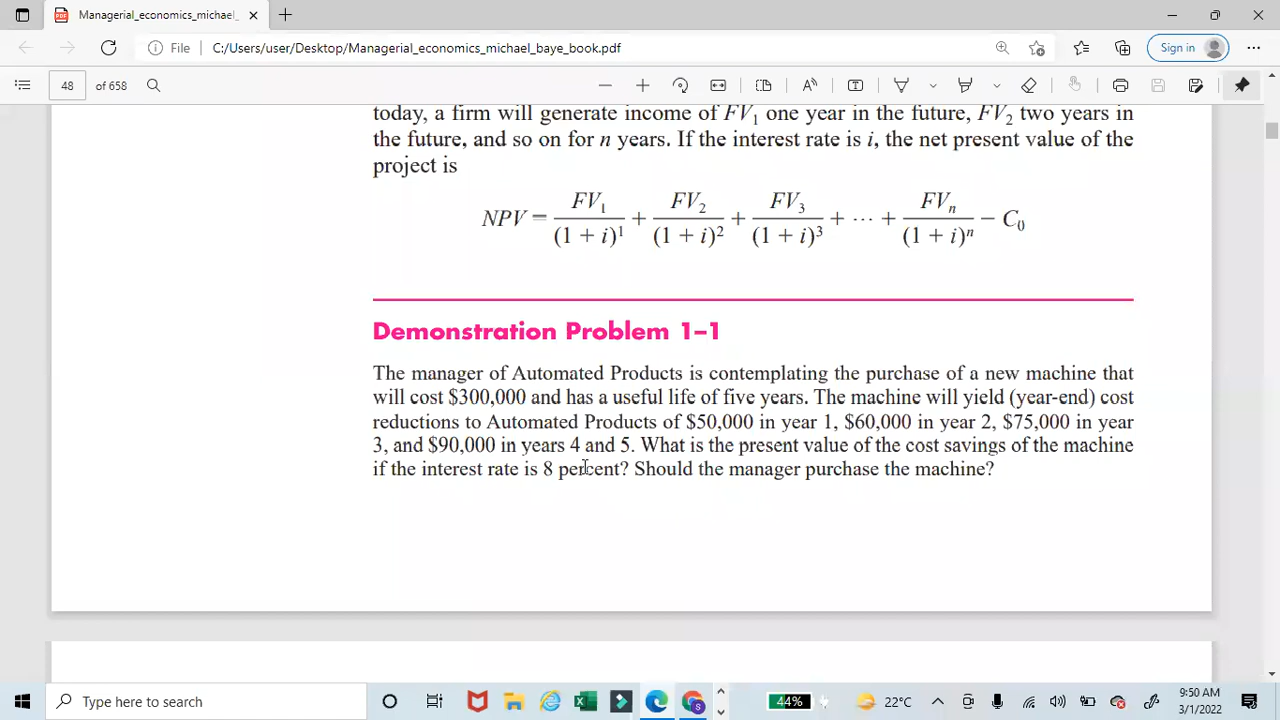 Managerial_economics_michael_
File
C:/Users/user/Desktop/Managerial_economics_michael_baye_book.pdf
Sign in
48 of 658
today, a firm will generate income of FV₁ one year in the future, FV₂ two years in
the future, and so on for n years. If the interest rate is i, the net present value of the
project is
NPV = FV₁/(1 + i)¹ + FV₂/(1 + i)² + FV₃/(1 + i)³ + ··· + FVₙ/(1 + i)ⁿ − C₀
Demonstration Problem 1–1
The manager of Automated Products is contemplating the purchase of a new machine that
will cost $300,000 and has a useful life of five years. The machine will yield (year-end) cost
reductions to Automated Products of $50,000 in year 1, $60,000 in year 2, $75,000 in year
3, and $90,000 in years 4 and 5. What is the present value of the cost savings of the machine
if the interest rate is 8 percent? Should the manager purchase the machine?
Type here to search
44%
22°C
9:50 AM
3/1/2022